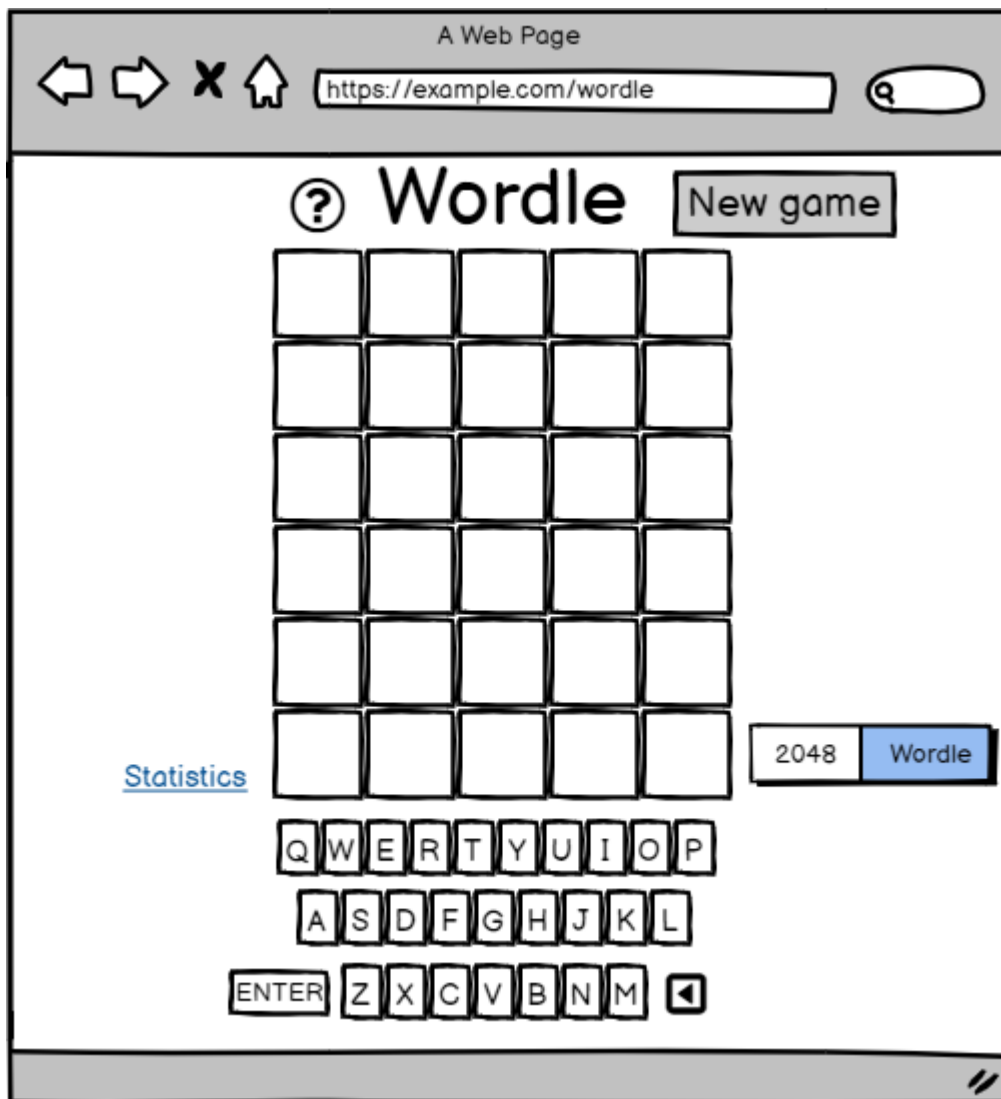 A Web Page
https://example.com/wordle
? Wordle New game
2048 Wordle
Statistics
Q W E R T Y U I O P
A S D F G H J K L
ENTER Z X C V B N M